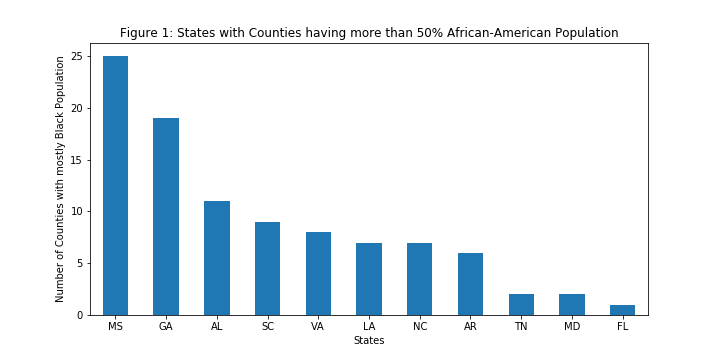 Figure 1: States with Counties having more than 50% African-American Population
Number of Counties with mostly Black Population
25
20
15
10
5
0
MS GA AL SC VA LA NC AR TN MD FL
States